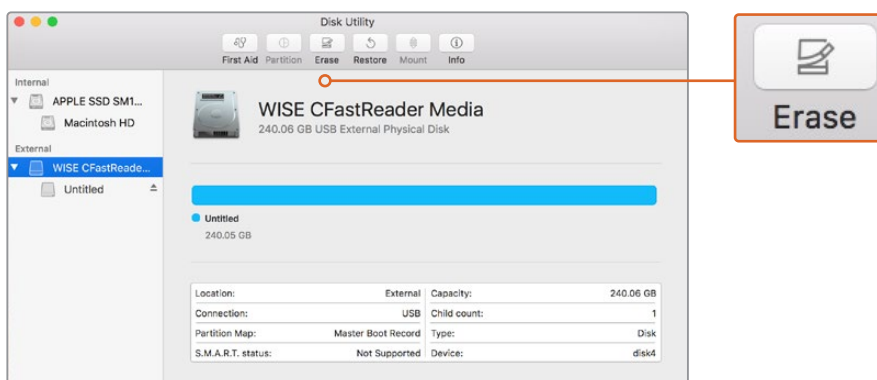 Disk Utility
First Aid Partition Erase Restore Mount Info
Erase
Internal
APPLE SSD SM1...
Macintosh HD
External
WISE CFastReade...
Untitled
WISE CFastReader Media
240.06 GB USB External Physical Disk
Untitled
240.05 GB
Location: External Capacity: 240.06 GB
Connection: USB Child count: 1
Partition Map: Master Boot Record Type: Disk
S.M.A.R.T. status: Not Supported Device: disk4